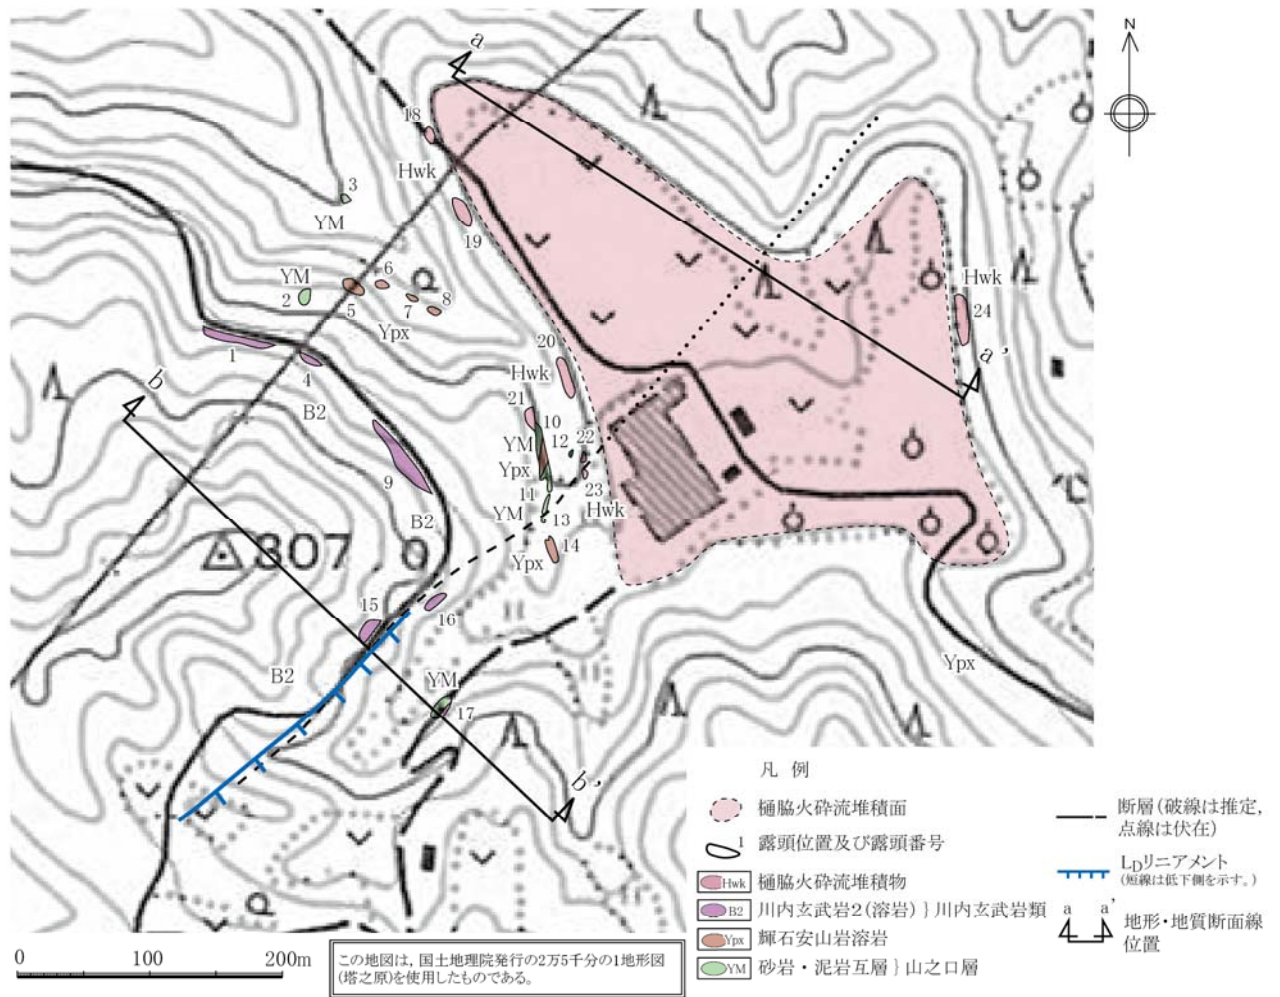 N
a
18
Hwk
3
YM
19
6
YM
2
5
7
8
Ypx
Hwk
24
a'
1
4
B2
b
20
Hwk
21
10
12
22
YM
Ypx
9
11
23
Hwk
YM
B2
13
14
Ypx
307.0
15
16
B2
YM
17
Ypx
b'
凡 例
樋脇火砕流堆積面
1 露頭位置及び露頭番号
Hwk 樋脇火砕流堆積物
B2 川内玄武岩2(溶岩)}川内玄武岩類
Ypx 輝石安山岩溶岩
YM 砂岩・泥岩互層}山之口層
断層(破線は推定,
点線は伏在)
LDリニアメント
(短線は低下側を示す。)
a a'
地形・地質断面線
位置
0 100 200m
この地図は,国土地理院発行の2万5千分の1地形図
(塔之原)を使用したものである。